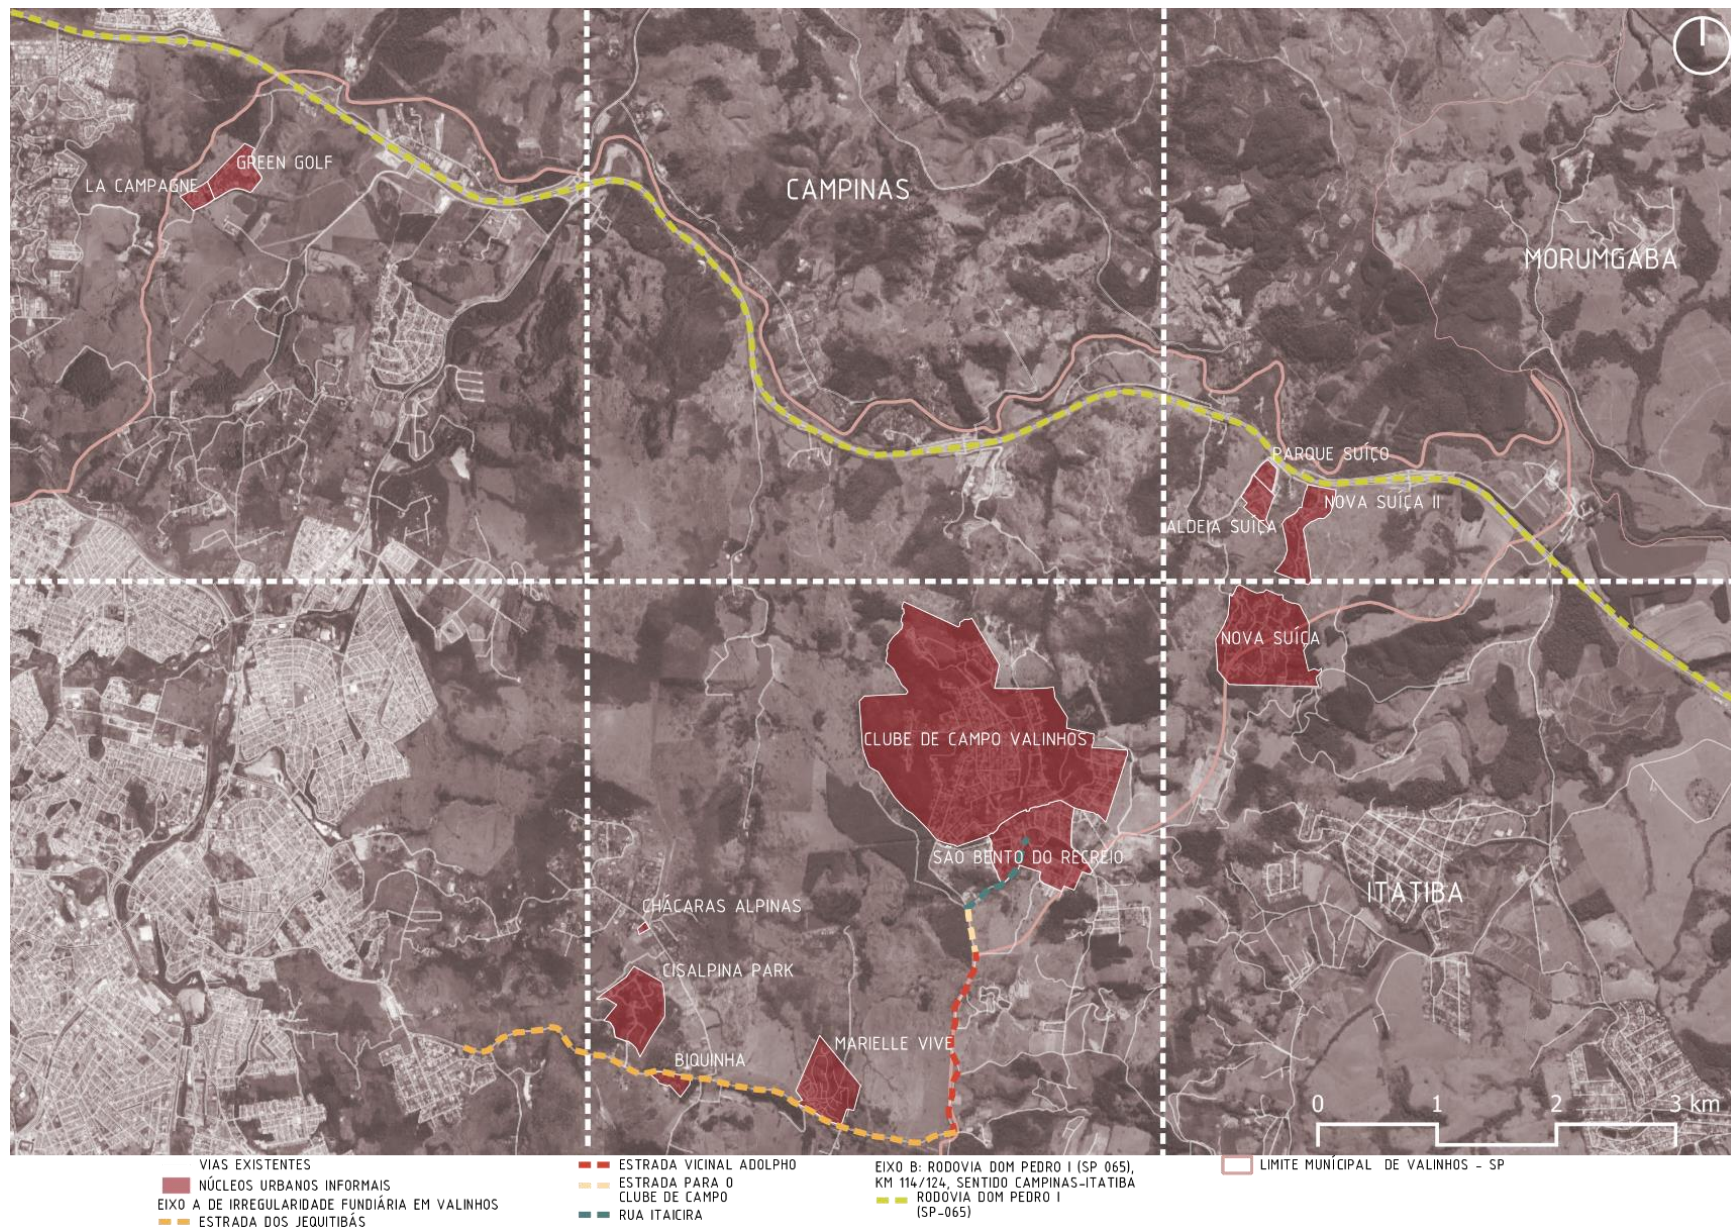 GREEN GOLF
LA CAMPAGNE
CAMPINAS
MORUMGABA
PARQUE SUÍÇO
NOVA SUÍÇA II
ALDEIA SUÍÇA
NOVA SUÍÇA
CLUBE DE CAMPO VALINHOS
SÃO BENTO DO RECREIO
ITATIBA
CHÁCARAS ALPINAS
CISALPINA PARK
MARIELLE VIVE
BIQUINHA
0 1 2 3 km
VIAS EXISTENTES
NÚCLEOS URBANOS INFORMAIS
EIXO A DE IRREGULARIDADE FUNDIÁRIA EM VALINHOS
ESTRADA DOS JEQUITIBÁS
ESTRADA VICINAL ADOLPHO
ESTRADA PARA O
CLUBE DE CAMPO
RUA ITAICIRA
EIXO B: RODOVIA DOM PEDRO I (SP 065),
KM 114/124, SENTIDO CAMPINAS-ITATIBA
RODOVIA DOM PEDRO I
(SP-065)
LIMITE MUNÍCIPAL DE VALINHOS - SP